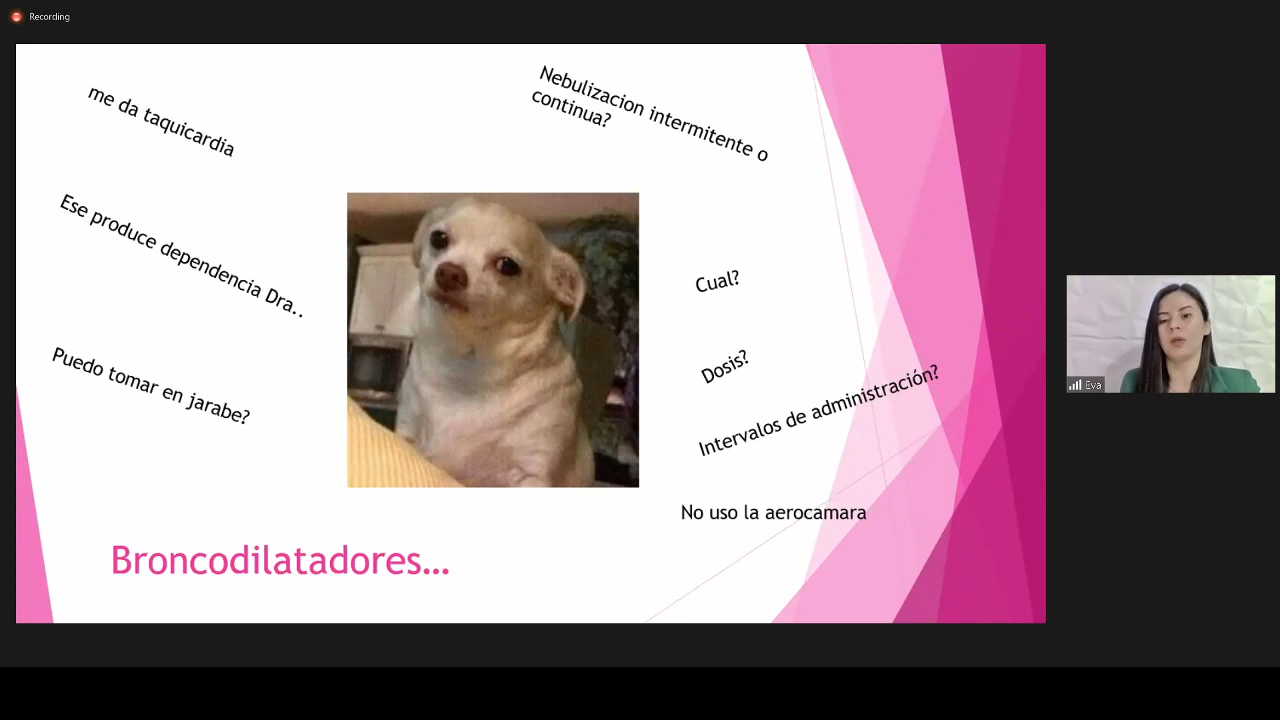 Recording
me da taquicardia
Nebulizacion intermitente o
continua?
Ese produce dependencia Dra..
Cual?
Puedo tomar en jarabe?
Dosis?
Intervalos de administración?
No uso la aerocamara
Broncodilatadores...
Eva